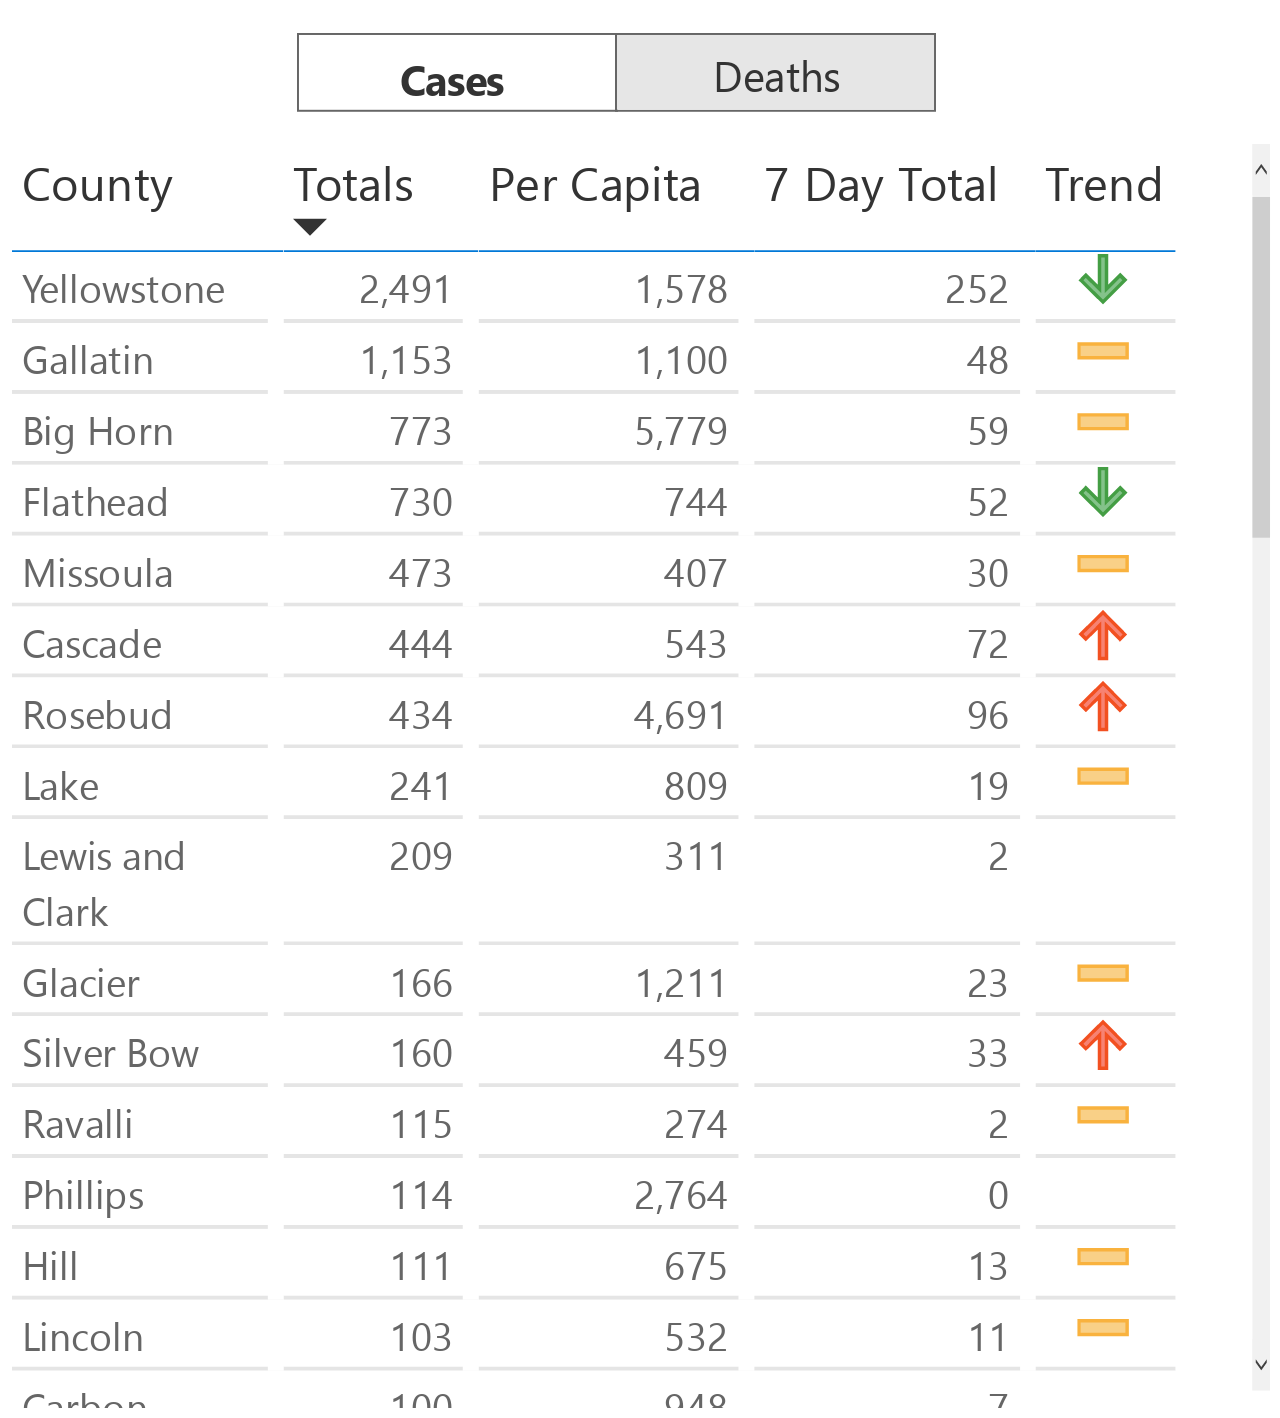 Cases Deaths
County Totals Per Capita 7 Day Total Trend
Yellowstone 2,491 1,578 252
Gallatin 1,153 1,100 48
Big Horn 773 5,779 59
Flathead 730 744 52
Missoula 473 407 30
Cascade 444 543 72
Rosebud 434 4,691 96
Lake 241 809 19
Lewis and 209 311 2
Clark
Glacier 166 1,211 23
Silver Bow 160 459 33
Ravalli 115 274 2
Phillips 114 2,764 0
Hill 111 675 13
Lincoln 103 532 11
Carbon 100 948 7